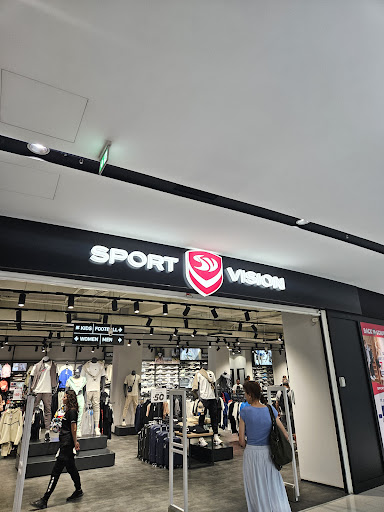 SPORT VISION
KIDS FOOTBALL
WOMEN MEN
50